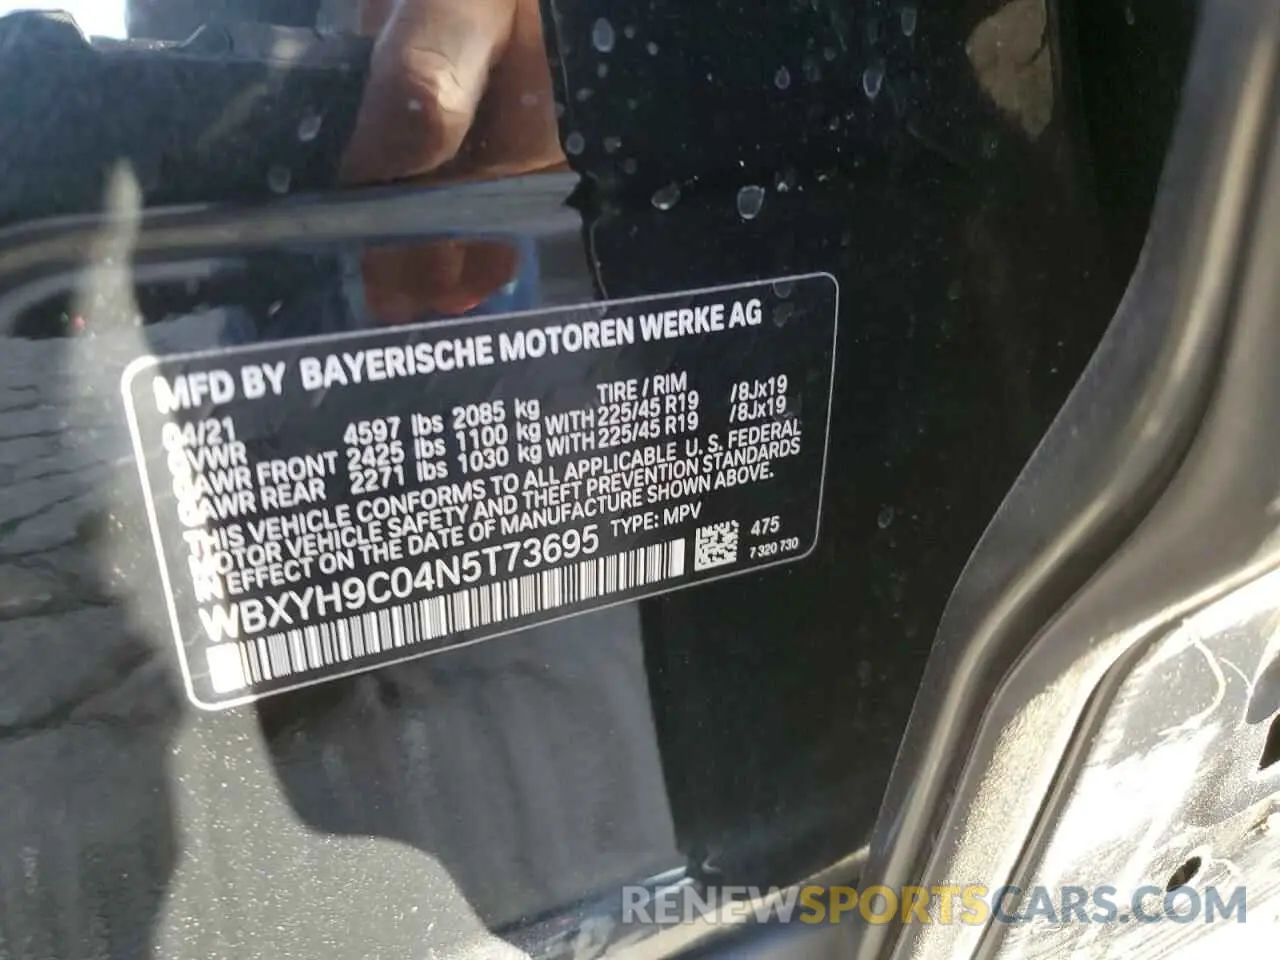 MFD BY BAYERISCHE MOTOREN WERKE AG
04/21 TIRE / RIM
GVWR 4597 lbs 2085 kg
GAWR FRONT 2425 lbs 1100 kg WITH 225/45 R19 /8Jx19
GAWR REAR 2271 lbs 1030 kg WITH 225/45 R19 /8Jx19
THIS VEHICLE CONFORMS TO ALL APPLICABLE U. S. FEDERAL
MOTOR VEHICLE SAFETY AND THEFT PREVENTION STANDARDS
IN EFFECT ON THE DATE OF MANUFACTURE SHOWN ABOVE.
WBXYH9C04N5T73695 TYPE: MPV
475
7 320 730
RENEWSPORTSCARS.COM